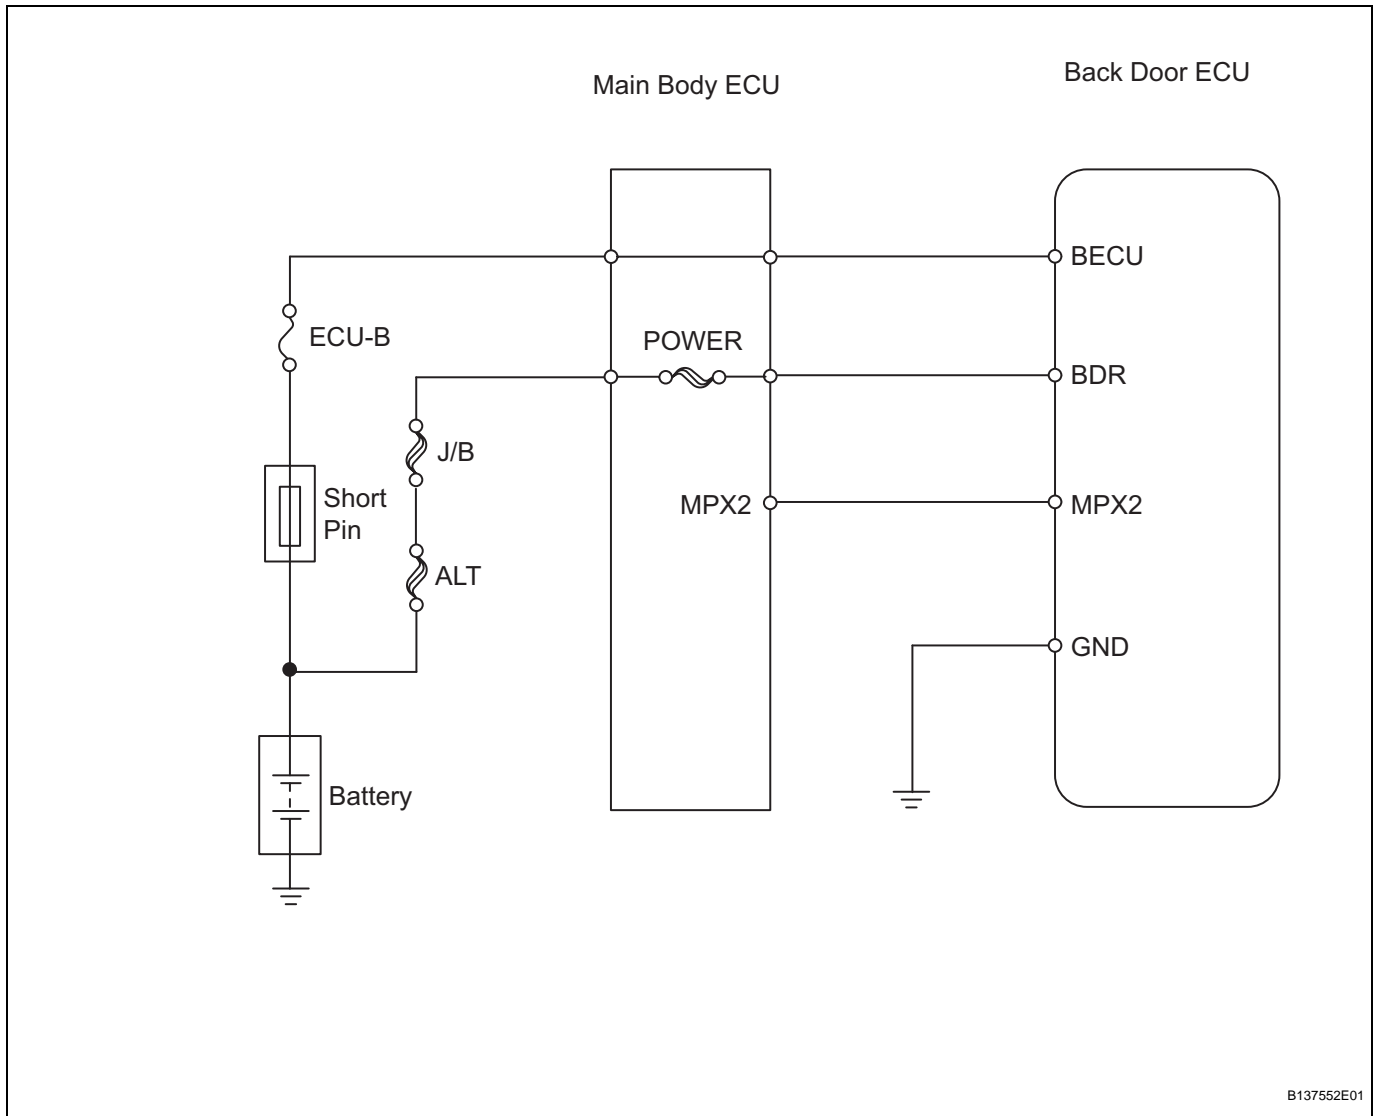 Main Body ECU
Back Door ECU
BECU
ECU-B
POWER
BDR
J/B
Short
Pin
MPX2
MPX2
ALT
GND
Battery
B137552E01